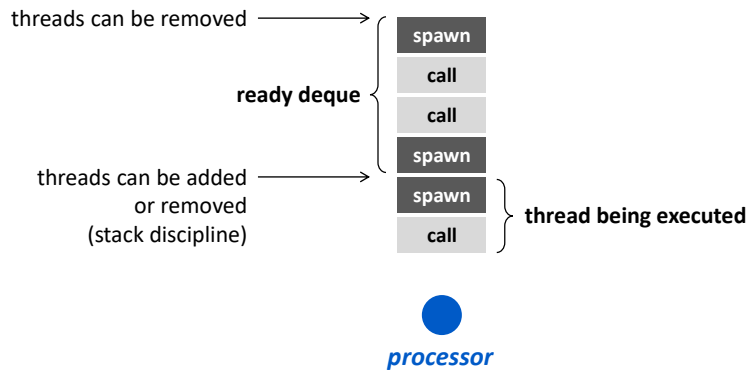 threads can be removed
spawn
call
ready deque
call
spawn
threads can be added
or removed
(stack discipline)
spawn
thread being executed
call
processor